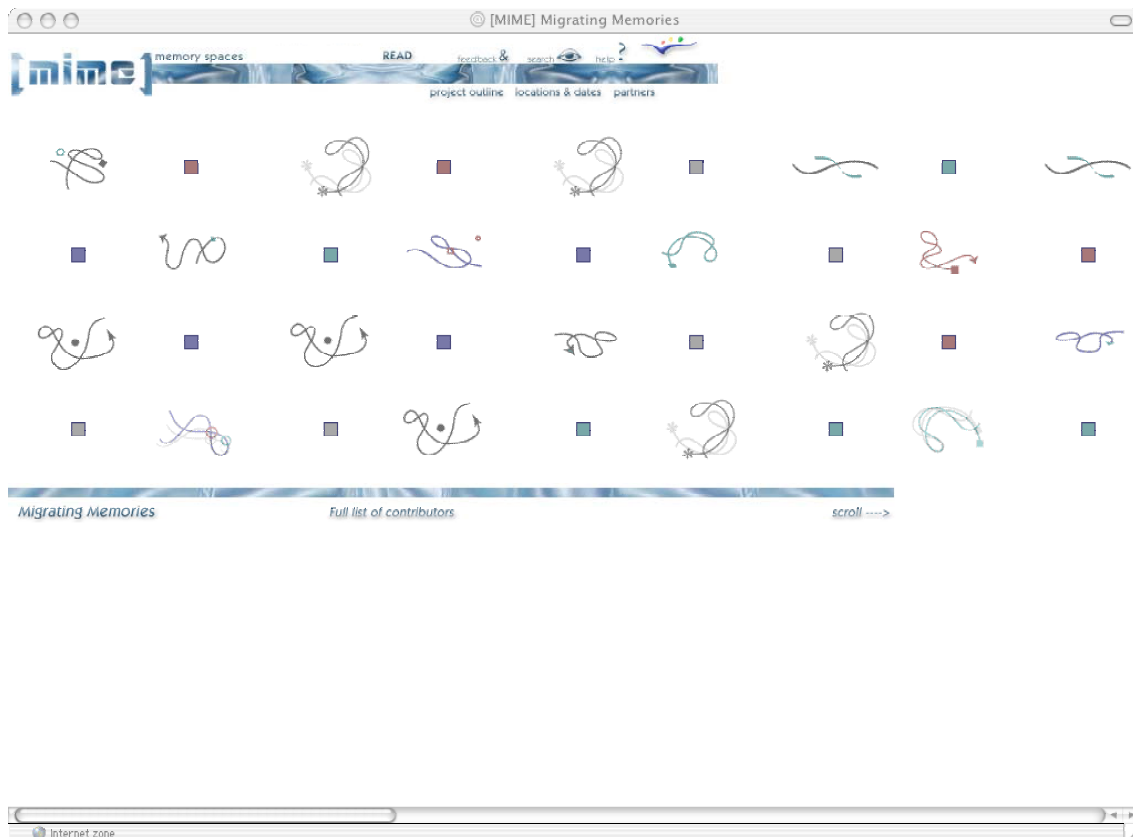 [MIME] Migrating Memories
[mime]
memory spaces
READ
feedback &
search
help ?
project outline
locations & dates
partners
Migrating Memories
Full list of contributors
scroll ---->
Internet zone